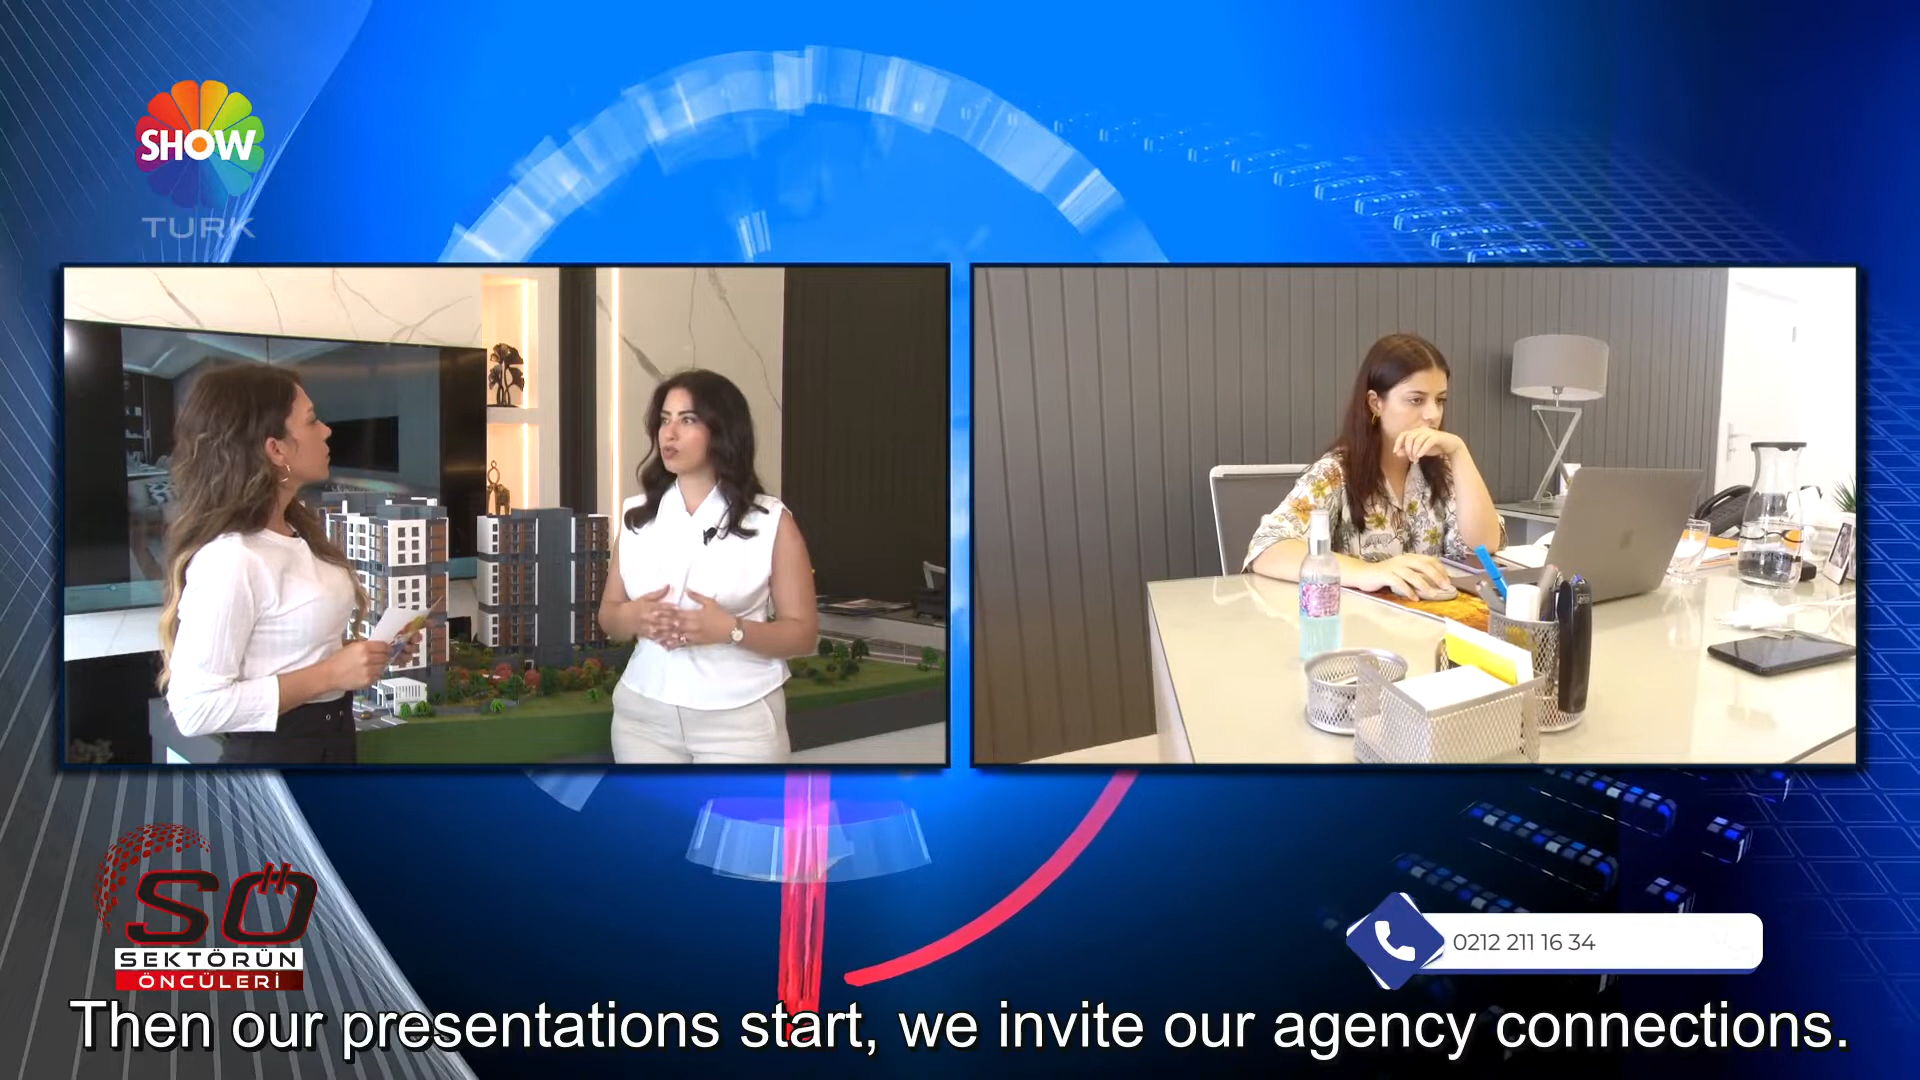 SHOW
TURK
SÖ
SEKTÖRÜN
ÖNCÜLERİ
0212 211 16 34
Then our presentations start, we invite our agency connections.